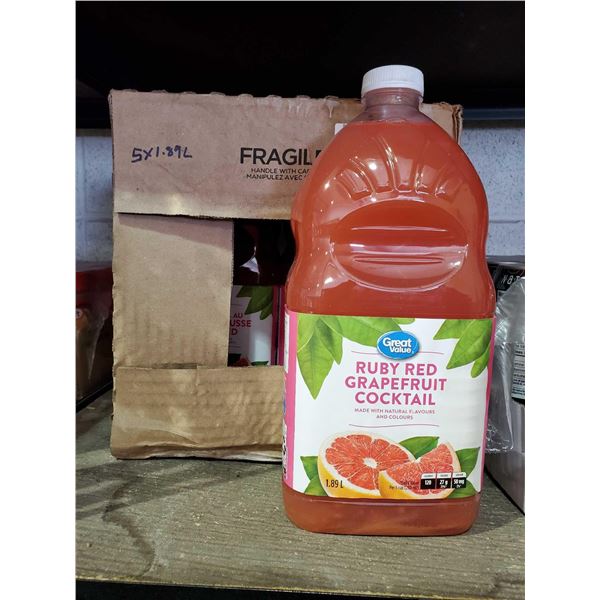 5x1.89L
FRAGILE
HANDLE WITH
MANIPULEZ AVEC
AU
Great
Value
RUBY RED
GRAPEFRUIT
COCKTAIL
MADE WITH NATURAL FLAVOURS
AND COLOURS
1.89 L
120
27 g
50 mg